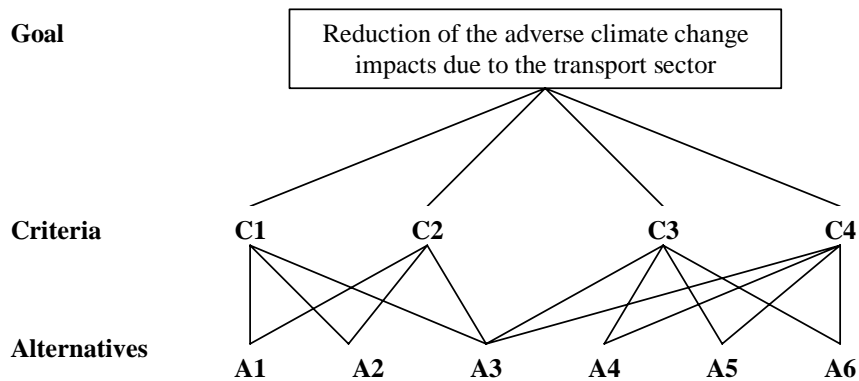 Goal
Reduction of the adverse climate change
impacts due to the transport sector
Criteria
C1 C2 C3 C4
Alternatives
A1 A2 A3 A4 A5 A6